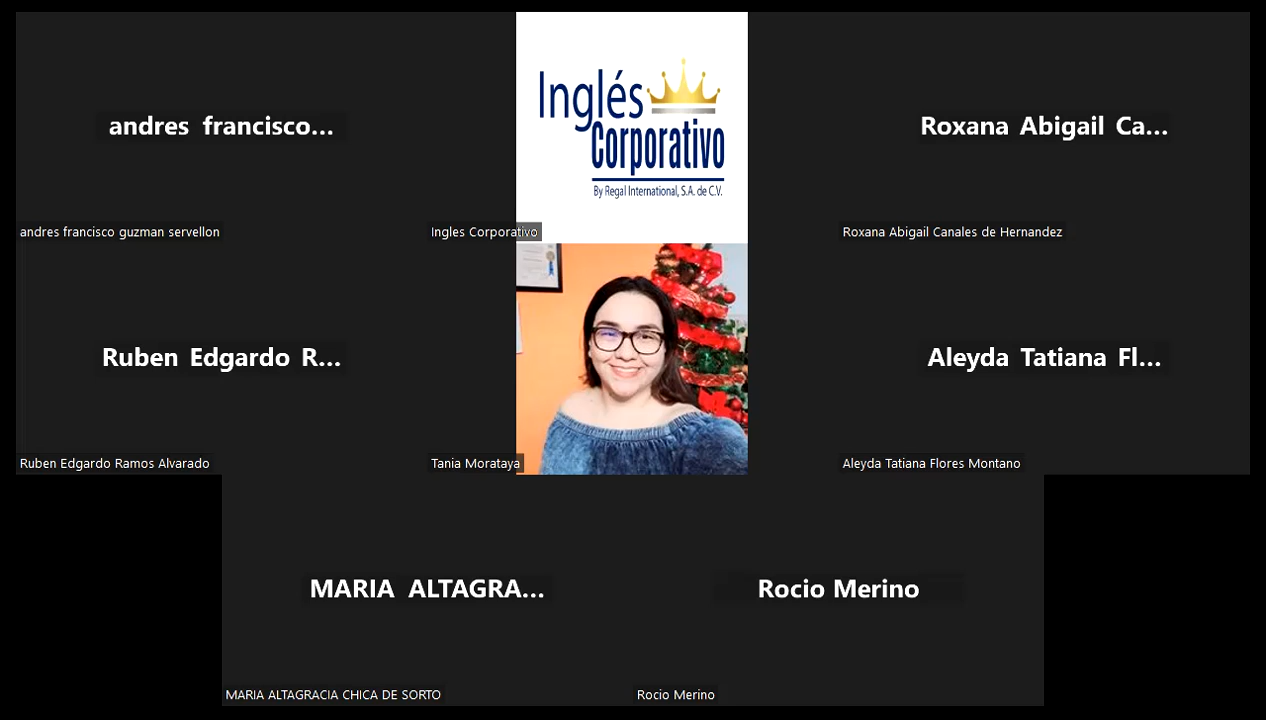 andres francisco...
Inglés
Corporativo
By Regal International, S.A. de C.V.
Roxana Abigail Ca...
andres francisco guzman servellon
Ingles Corporativo
Roxana Abigail Canales de Hernandez
Ruben Edgardo R...
Aleyda Tatiana Fl...
Ruben Edgardo Ramos Alvarado
Tania Morataya
Aleyda Tatiana Flores Montano
MARIA ALTAGRA...
Rocio Merino
MARIA ALTAGRACIA CHICA DE SORTO
Rocio Merino